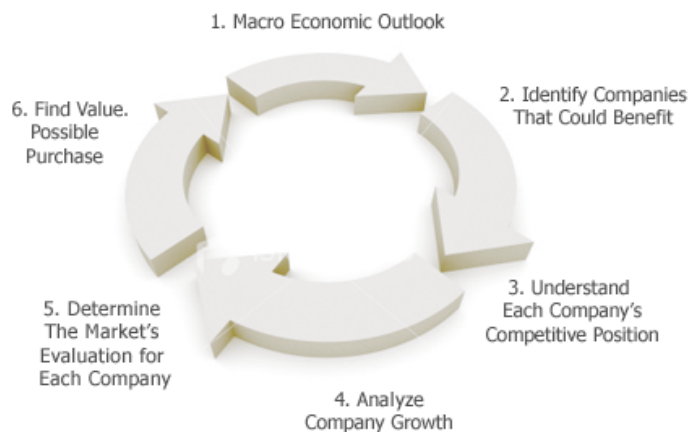 1. Macro Economic Outlook
2. Identify Companies
That Could Benefit
3. Understand
Each Company's
Competitive Position
4. Analyze
Company Growth
5. Determine
The Market's
Evaluation for
Each Company
6. Find Value.
Possible
Purchase